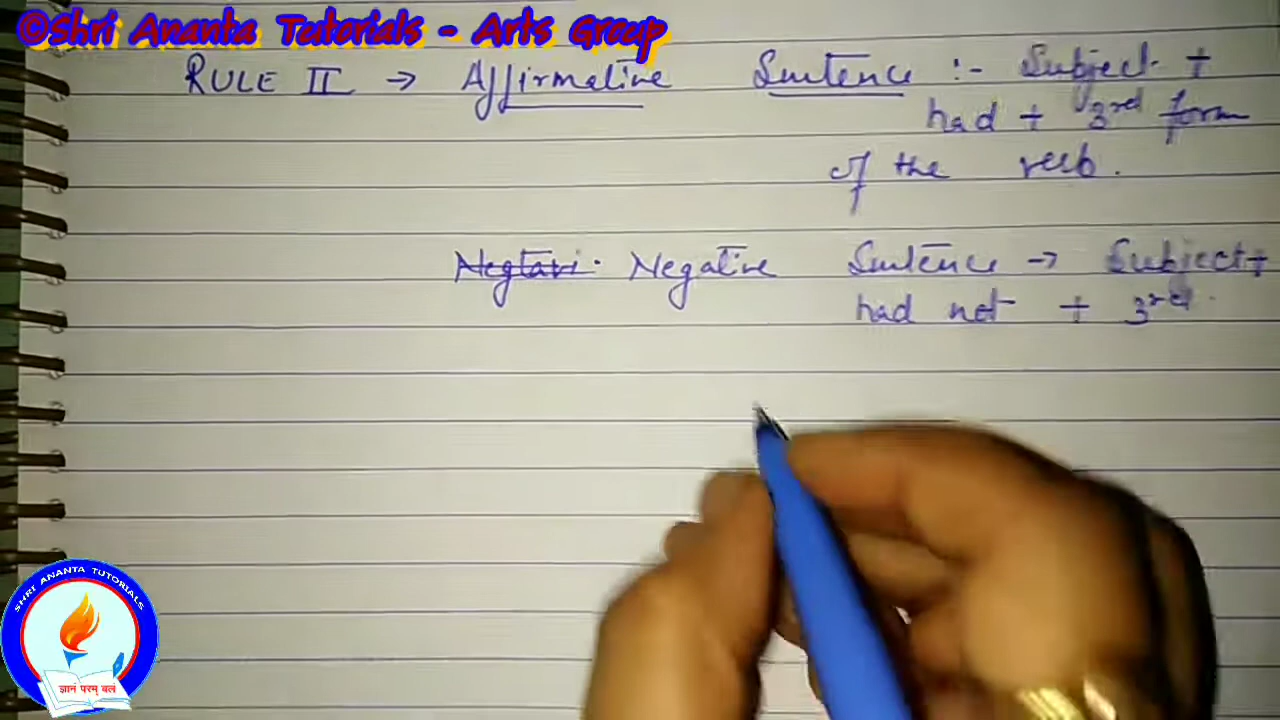 ©Shri Ananta Tutorials - Arts Group
RULE II → Affirmative Sentence :- Subject +
had + 3rd form
of the verb.
Neglavi. Negative Sentence → Subject +
had not + 3rd
SHRI ANANTA TUTORIALS
ज्ञानं परमं बलं